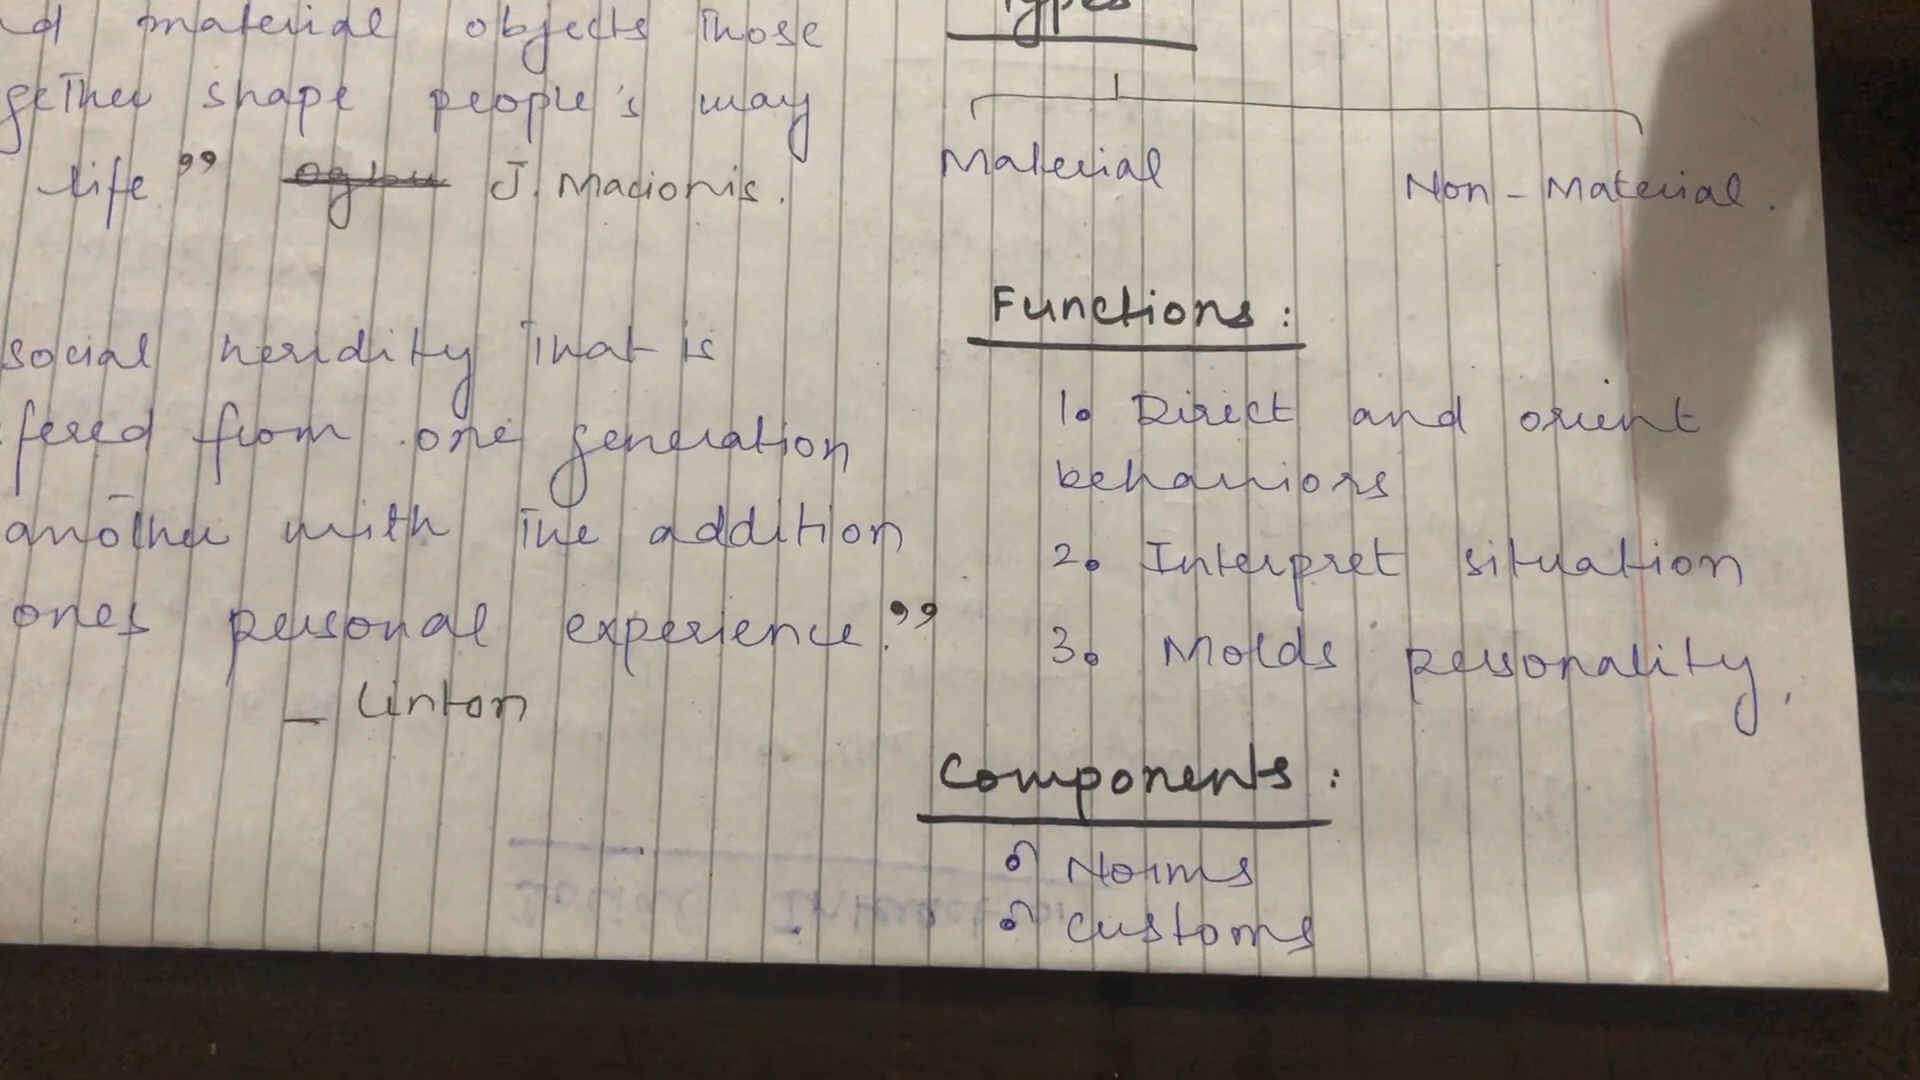 material objects those
shape people's way
life" J. Macionis.
social heridity that is
fered from one generation
another with the addition
ones personal experience."
_ Linton
Types
Material Non-Material.
Functions:
1. Direct and orient
behaviors
2. Interpret situation
3. Molds personality,
Components:
Norms
Customs